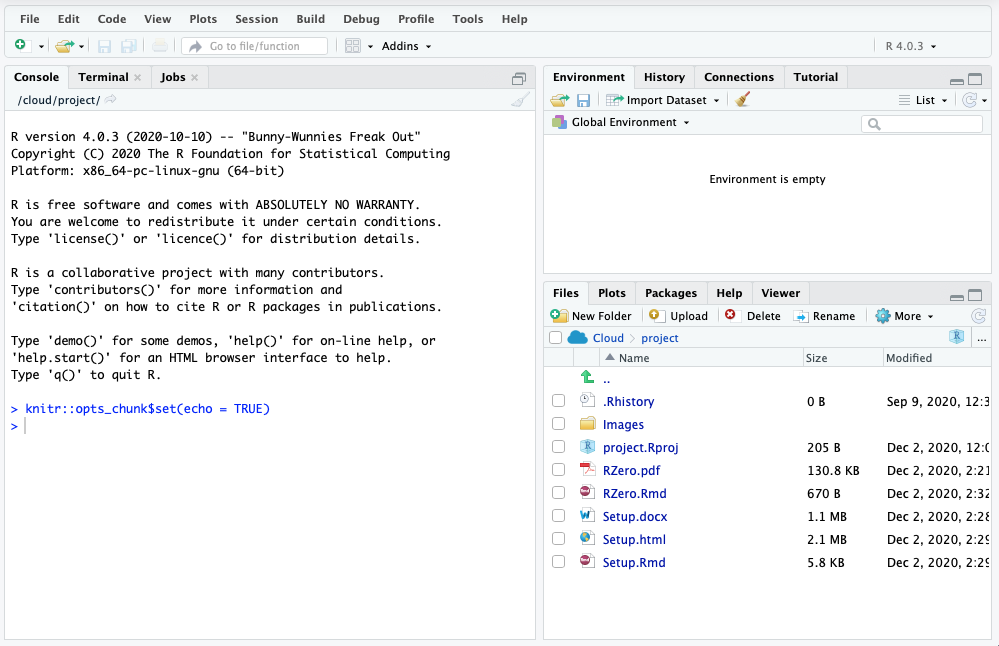 File Edit Code View Plots Session Build Debug Profile Tools Help
Go to file/function Addins R 4.0.3
Console Terminal Jobs
/cloud/project/
R version 4.0.3 (2020-10-10) -- "Bunny-Wunnies Freak Out"
Copyright (C) 2020 The R Foundation for Statistical Computing
Platform: x86_64-pc-linux-gnu (64-bit)
R is free software and comes with ABSOLUTELY NO WARRANTY.
You are welcome to redistribute it under certain conditions.
Type 'license()' or 'licence()' for distribution details.
R is a collaborative project with many contributors.
Type 'contributors()' for more information and
'citation()' on how to cite R or R packages in publications.
Type 'demo()' for some demos, 'help()' for on-line help, or
'help.start()' for an HTML browser interface to help.
Type 'q()' to quit R.
> knitr::opts_chunk$set(echo = TRUE)
>
Environment History Connections Tutorial
Import Dataset List
Global Environment
Environment is empty
Files Plots Packages Help Viewer
New Folder Upload Delete Rename More
Cloud project R ...
Name Size Modified
..
.Rhistory 0 B Sep 9, 2020, 12:3
Images
project.Rproj 205 B Dec 2, 2020, 12:0
RZero.pdf 130.8 KB Dec 2, 2020, 2:21
RZero.Rmd 670 B Dec 2, 2020, 2:32
Setup.docx 1.1 MB Dec 2, 2020, 2:28
Setup.html 2.1 MB Dec 2, 2020, 2:29
Setup.Rmd 5.8 KB Dec 2, 2020, 2:29